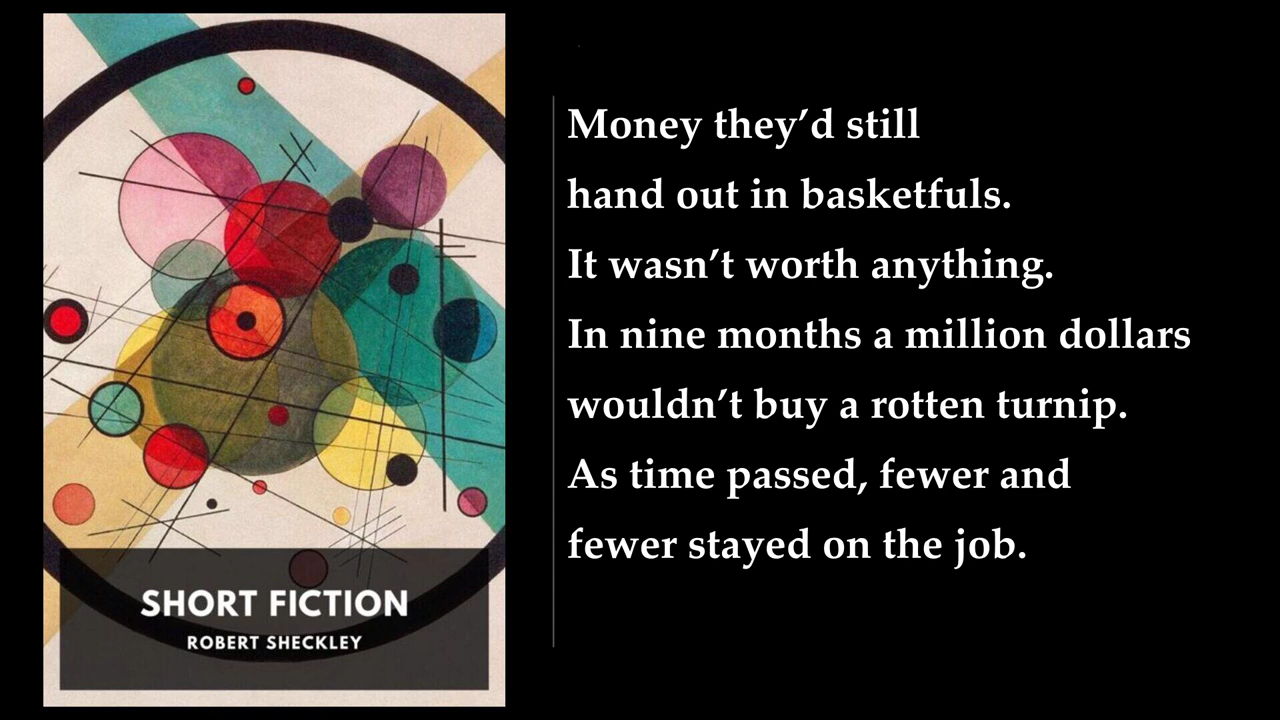 SHORT FICTION
ROBERT SHECKLEY
Money they’d still
hand out in basketfuls.
It wasn’t worth anything.
In nine months a million dollars
wouldn’t buy a rotten turnip.
As time passed, fewer and
fewer stayed on the job.